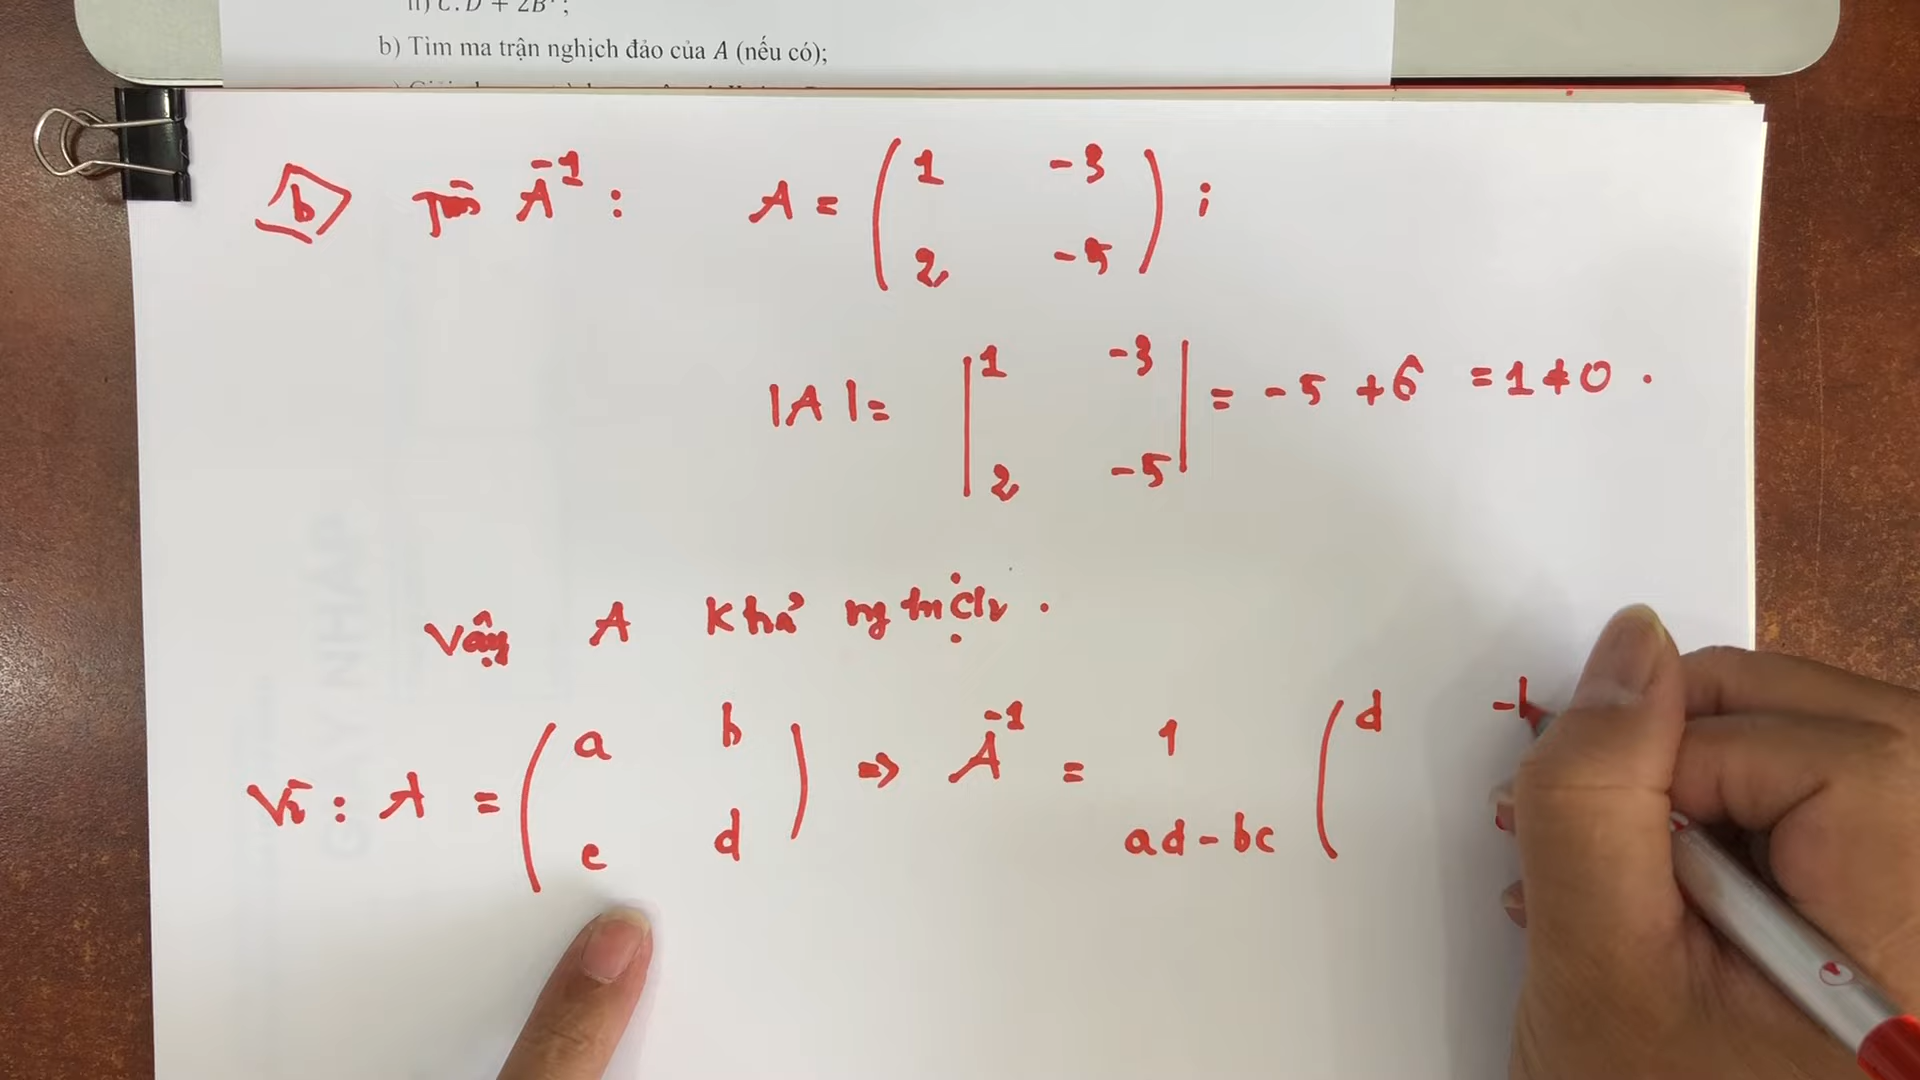 b) Tìm ma trận nghịch đảo của A (nếu có);
b Tìm A⁻¹ : A = ( 1 -3 ) ;
2 -5
|A| = | 1 -3 | = -5 + 6 = 1 ≠ 0 .
2 -5
Vậy A khả nghịch .
Vì : A = ( a b ) => A⁻¹ = 1 ( d -b
c d ad - bc